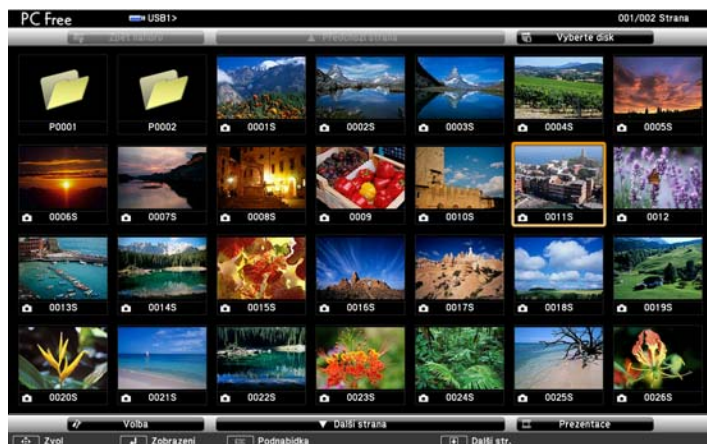 PC Free USB1> 001/002 Strana
Zpět nahoru ▲ Předchozí strana Vyberte disk
P0001 P0002 0001S 0002S 0003S 0004S 0005S
0006S 0007S 0008S 0009 0010S 0011S 0012
0013S 0014S 0015S 0016S 0017S 0018S 0019S
0020S 0021S 0022S 0023S 0024S 0025S 0026S
Volba ▼ Další strana Prezentace
Zvol Zobrazení ESC Podnabídka Další str.